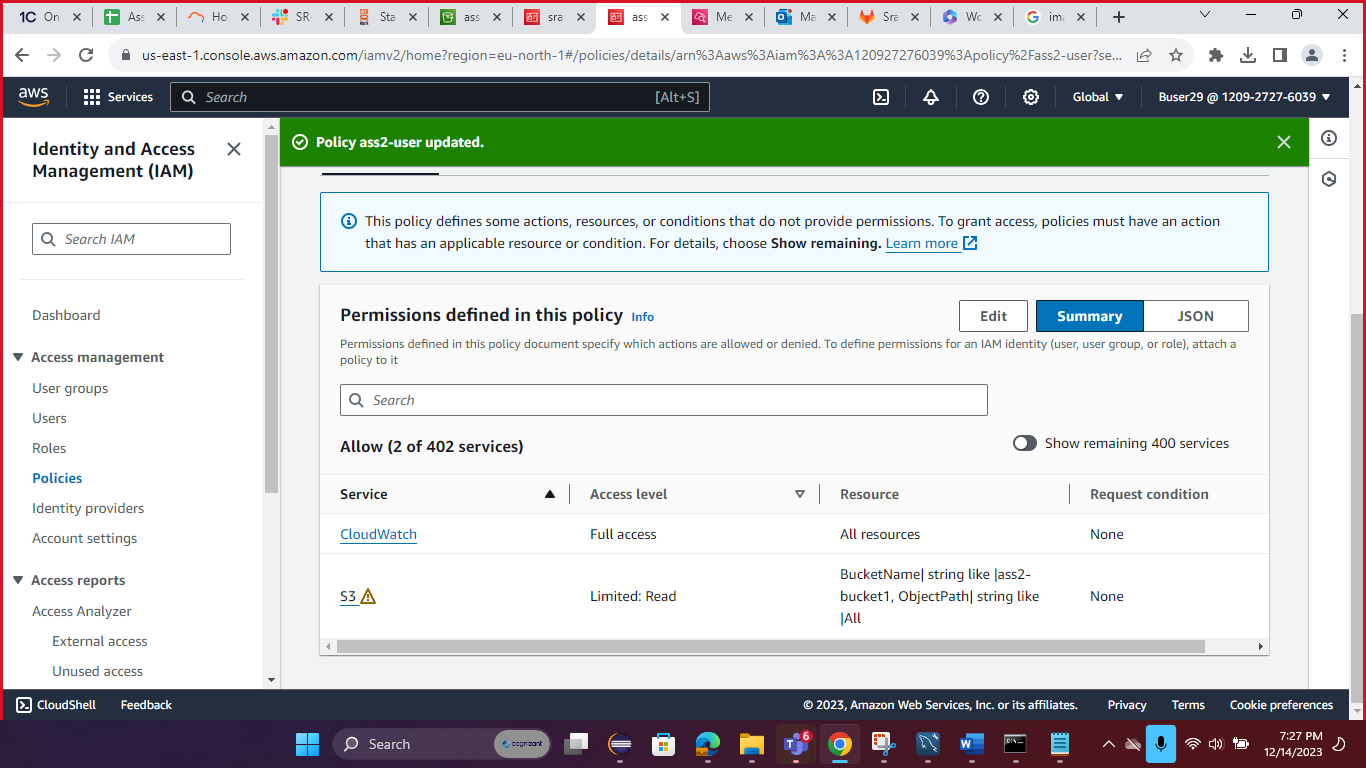 On
Ass
Ho
SR-
Sta
ass
sra
ass
Me
Ma
Sra
Wo
ima
us-east-1.console.aws.amazon.com/iamv2/home?region=eu-north-1#/policies/details/arn%3Aaws%3Aiam%3A%3A120927276039%3Apolicy%2Fass2-user?se...
aws
Services
Search
[Alt+S]
Global
Buser29 @ 1209-2727-6039
Identity and Access
Management (IAM)
Search IAM
Dashboard
Access management
User groups
Users
Roles
Policies
Identity providers
Account settings
Access reports
Access Analyzer
External access
Unused access
Policy ass2-user updated.
This policy defines some actions, resources, or conditions that do not provide permissions. To grant access, policies must have an action
that has an applicable resource or condition. For details, choose Show remaining. Learn more
Permissions defined in this policy Info
Edit
Summary
JSON
Permissions defined in this policy document specify which actions are allowed or denied. To define permissions for an IAM identity (user, user group, or role), attach a
policy to it
Search
Allow (2 of 402 services)
Show remaining 400 services
Service
Access level
Resource
Request condition
CloudWatch
Full access
All resources
None
S3
Limited: Read
BucketName| string like |ass2-
bucket1, ObjectPath| string like
|All
None
CloudShell
Feedback
© 2023, Amazon Web Services, Inc. or its affiliates.
Privacy
Terms
Cookie preferences
Search
cognizant
6
7:27 PM
12/14/2023